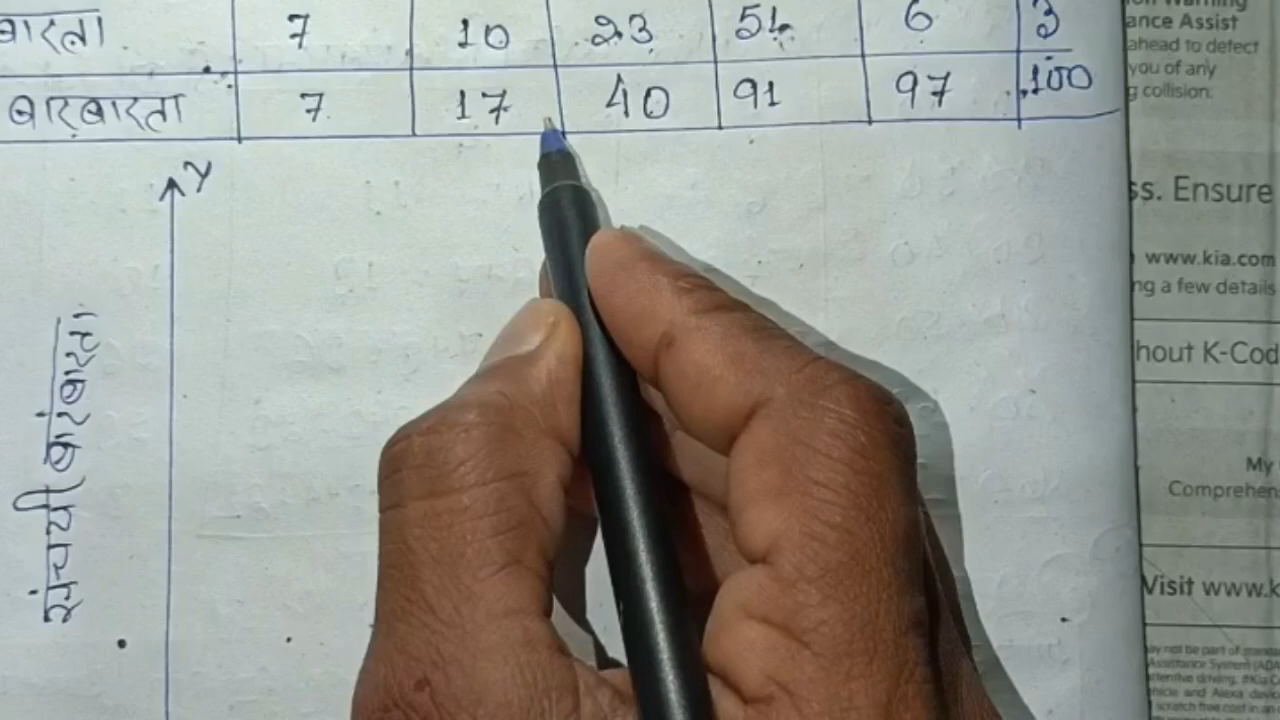 बारता 7 10 23 51 6 3
बारंबारता 7 17 40 91 97 100
y
संचयी बारंबारता
ance Assist
ahead to detect
you of any
g collision.
ss. Ensure
www.kia.com
ng a few details
hout K-Cod
My
Comprehen
Visit www.k